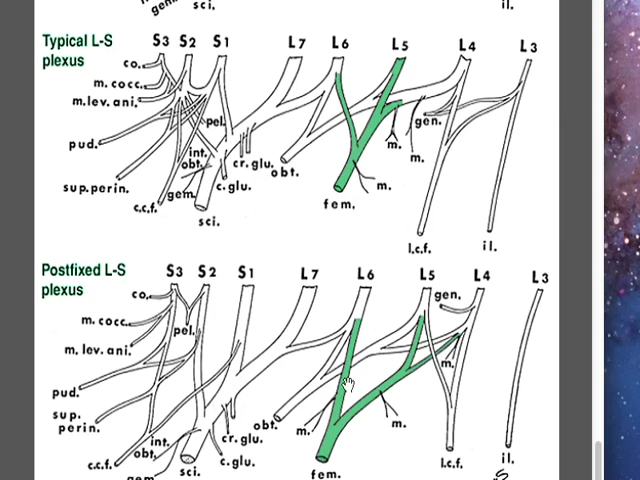 sci.
il.
Typical L-S
plexus
S3 S2 S1 L7 L6 L5 L4 L3
co.
m. cocc.
m.lev. ani.
pud.
sup.perin.
c.c.f.
pel.
int.
obt.
gem.
sci.
c. glu.
cr. glu.
obt.
fem.
m.
m.
m.
gen.
l.c.f.
il.
Postfixed L-S
plexus
S3 S2 S1 L7 L6 L5 L4 L3
co.
m. cocc.
m. lev. ani.
pud.
sup.
perin.
c.c.f.
pel.
int.
obt.
gem.
sci.
c. glu.
cr. glu.
obt.
m.
fem.
m.
m.
gen.
l.c.f.
il.